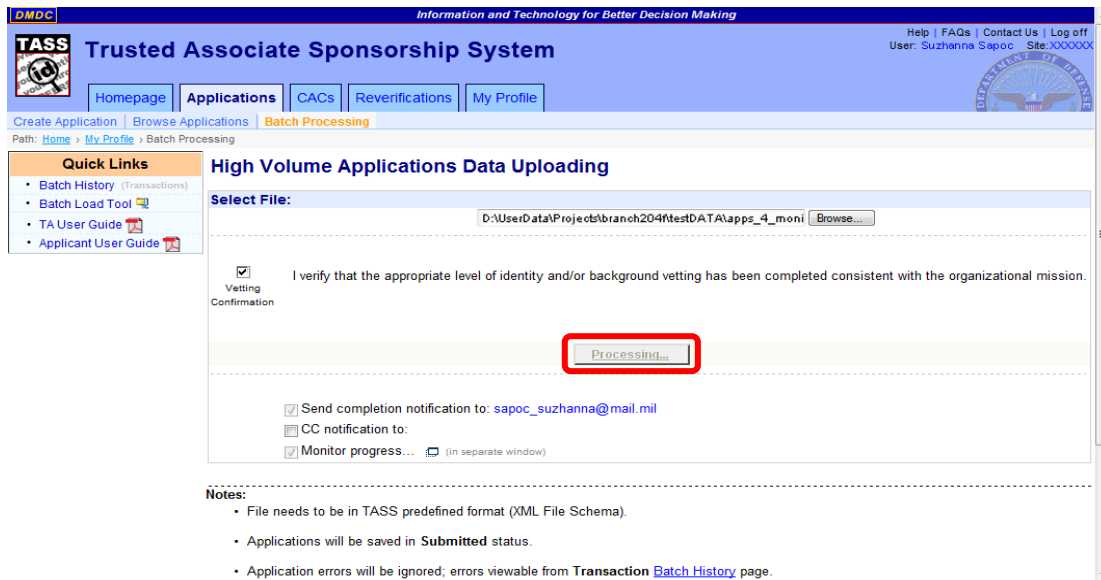 DMDC
Information and Technology for Better Decision Making
TASS
Trusted Associate Sponsorship System
Help | FAQs | Contact Us | Log off
User: Suzhanna Sapoc Site:XXXXXX
Homepage Applications CACs Reverifications My Profile
Create Application | Browse Applications | Batch Processing
Path: Home › My Profile › Batch Processing
Quick Links
• Batch History (Transactions)
• Batch Load Tool
• TA User Guide
• Applicant User Guide
High Volume Applications Data Uploading
Select File:
D:\UserData\Projects\branch204f\testDATA\apps_4_moni Browse...
I verify that the appropriate level of identity and/or background vetting has been completed consistent with the organizational mission.
Vetting
Confirmation
Processing...
Send completion notification to: sapoc_suzhanna@mail.mil
CC notification to:
Monitor progress... (in separate window)
Notes:
• File needs to be in TASS predefined format (XML File Schema).
• Applications will be saved in Submitted status.
• Application errors will be ignored; errors viewable from Transaction Batch History page.